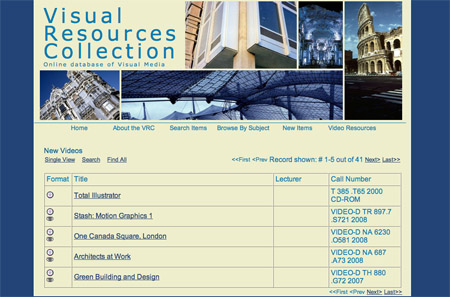 Visual
Resources
Collection
Online database of Visual Media
Home About the VRC Search Items Browse By Subject New Items Video Resources
New Videos
Single View Search Find All <<First <Prev Record shown: # 1-5 out of 41 Next> Last>>
Format Title Lecturer Call Number
Total Illustrator T 385 .T65 2000
CD-ROM
Stash: Motion Graphics 1 VIDEO-D TR 897.7
.S721 2008
One Canada Square, London VIDEO-D NA 6230
.O581 2008
Architects at Work VIDEO-D NA 687
.A73 2008
Green Building and Design VIDEO-D TH 880
.G72 2007
<<First <Prev Next> Last>>